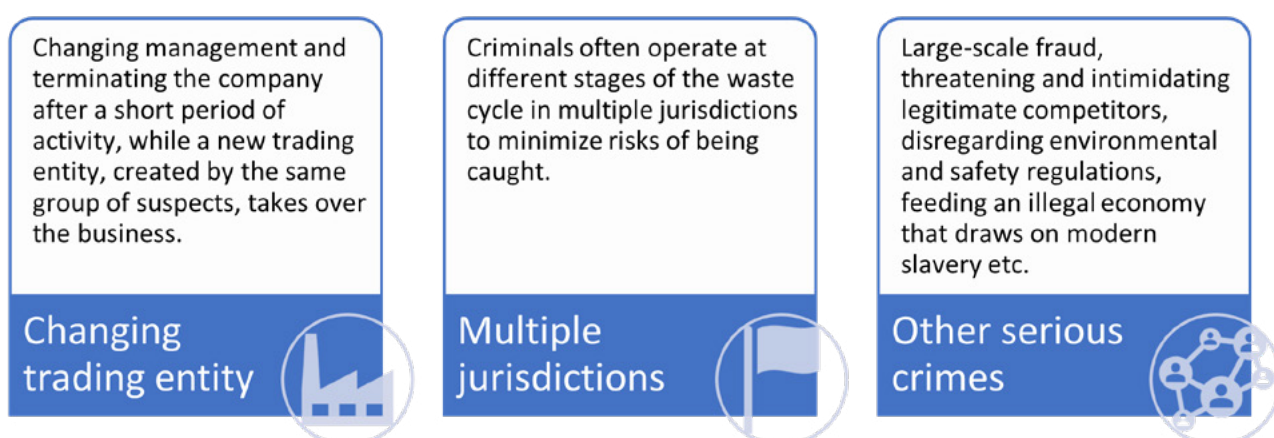 Changing management and
terminating the company
after a short period of
activity, while a new trading
entity, created by the same
group of suspects, takes over
the business.
Changing
trading entity
Criminals often operate at
different stages of the waste
cycle in multiple jurisdictions
to minimize risks of being
caught.
Multiple
jurisdictions
Large-scale fraud,
threatening and intimidating
legitimate competitors,
disregarding environmental
and safety regulations,
feeding an illegal economy
that draws on modern
slavery etc.
Other serious
crimes